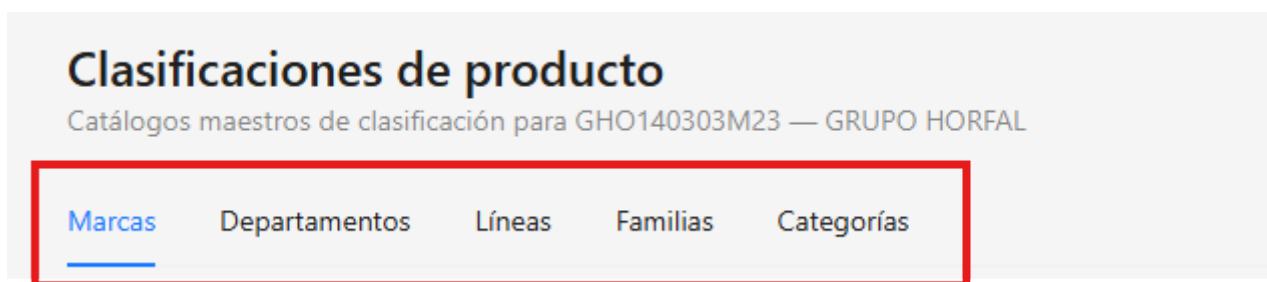 Clasificaciones de producto
Catálogos maestros de clasificación para GHO140303M23 — GRUPO HORFAL
Marcas Departamentos Líneas Familias Categorías